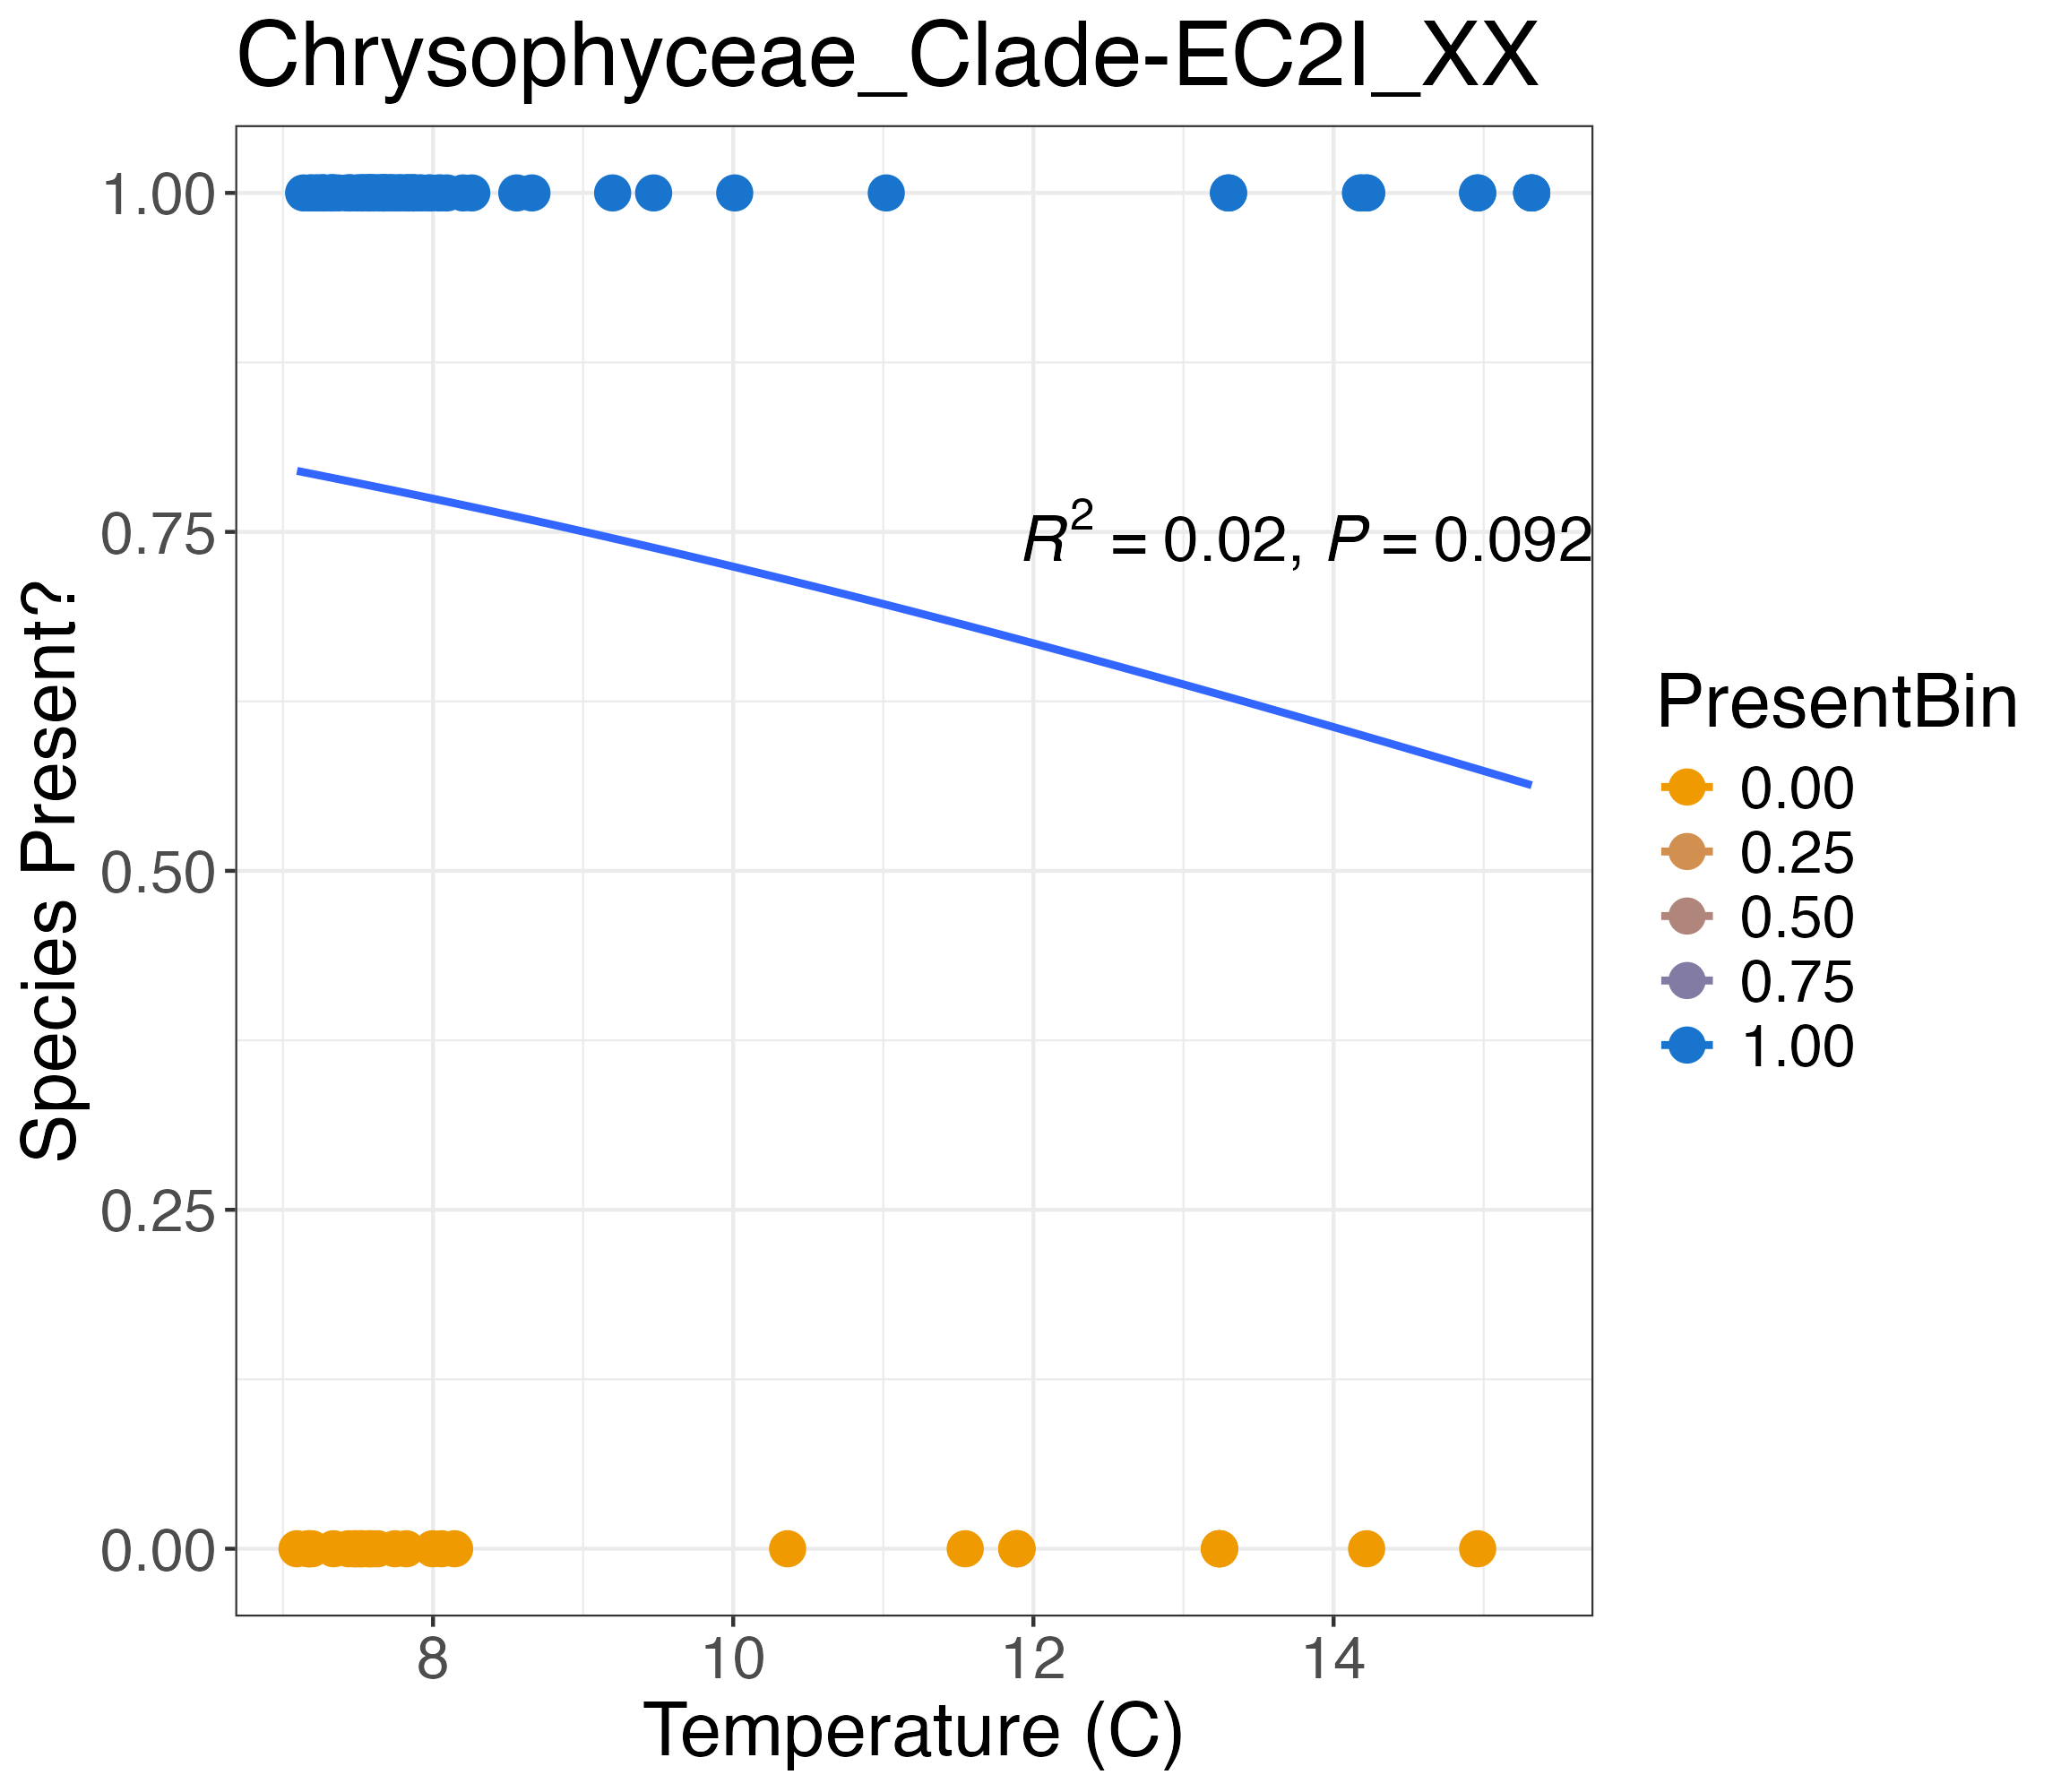 Chrysophyceae_Clade-EC2I_XX
1.00
0.75
0.50
0.25
0.00
Species Present?
R² = 0.02, P = 0.092
8 10 12 14
Temperature (C)
PresentBin
0.00
0.25
0.50
0.75
1.00